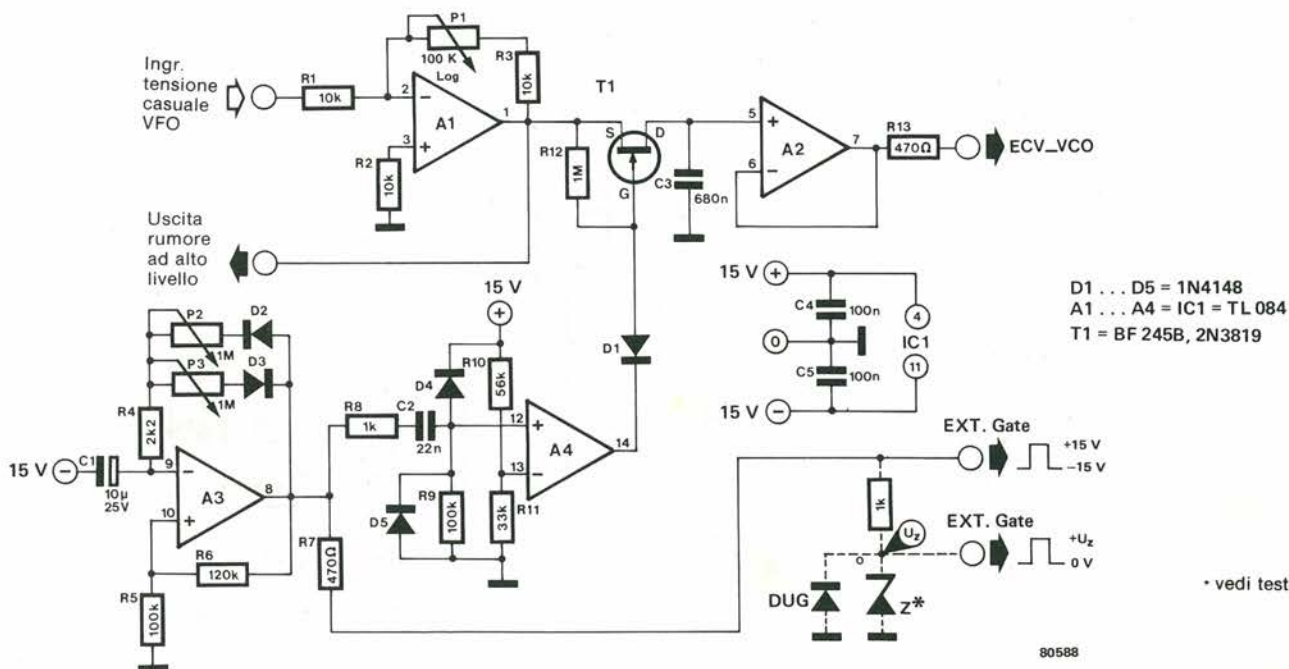 Ingr.
tensione
casuale
VFO
R1
10k
P1
100 K
Log
R3
10k
2
−
A1
1
3
+
R2
10k
T1
S
D
G
R12
1M
C3
680n
5
+
A2
7
6
−
R13
470Ω
ECV_VCO
Uscita
rumore
ad alto
livello
15 V
+
P2
1M
D2
P3
1M
D3
R4
2k2
15 V
−
C1
10µ
25V
9
−
A3
8
10
+
R6
120k
R5
100k
R7
470Ω
R8
1k
C2
22n
D4
R10
56k
12
+
A4
14
13
−
D5
R9
100k
R11
33k
D1
15 V
+
C4
100n
4
0
IC1
C5
100n
11
15 V
−
D1 . . . D5 = 1N4148
A1 . . . A4 = IC1 = TL 084
T1 = BF 245B, 2N3819
EXT. Gate
+15 V
−15 V
1k
EXT. Gate
Uz
+Uz
0 V
o
DUG
Z*
* vedi test
80588